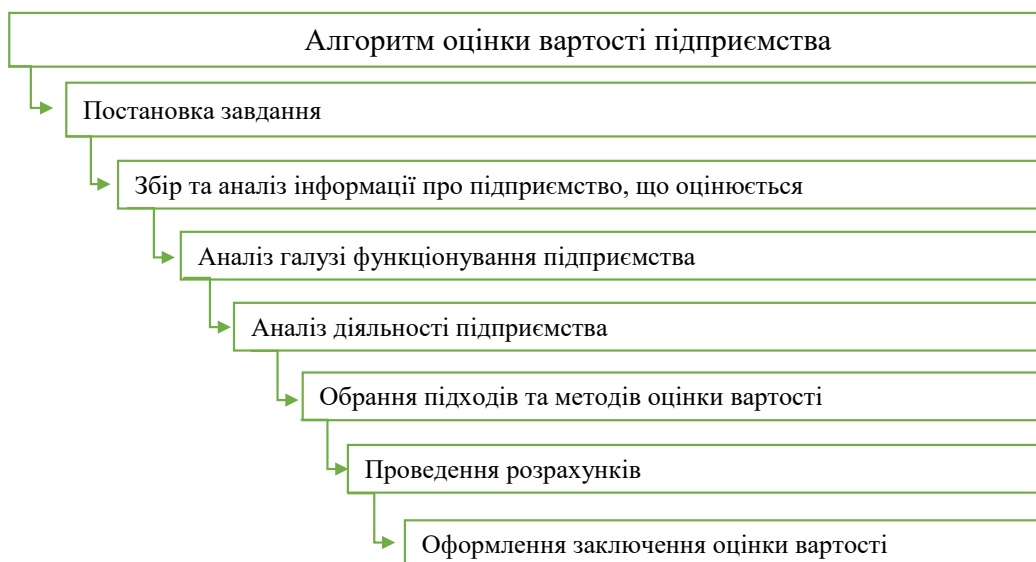 Алгоритм оцінки вартості підприємства
Постановка завдання
Збір та аналіз інформації про підприємство, що оцінюється
Аналіз галузі функціонування підприємства
Аналіз діяльності підприємства
Обрання підходів та методів оцінки вартості
Проведення розрахунків
Оформлення заключення оцінки вартості